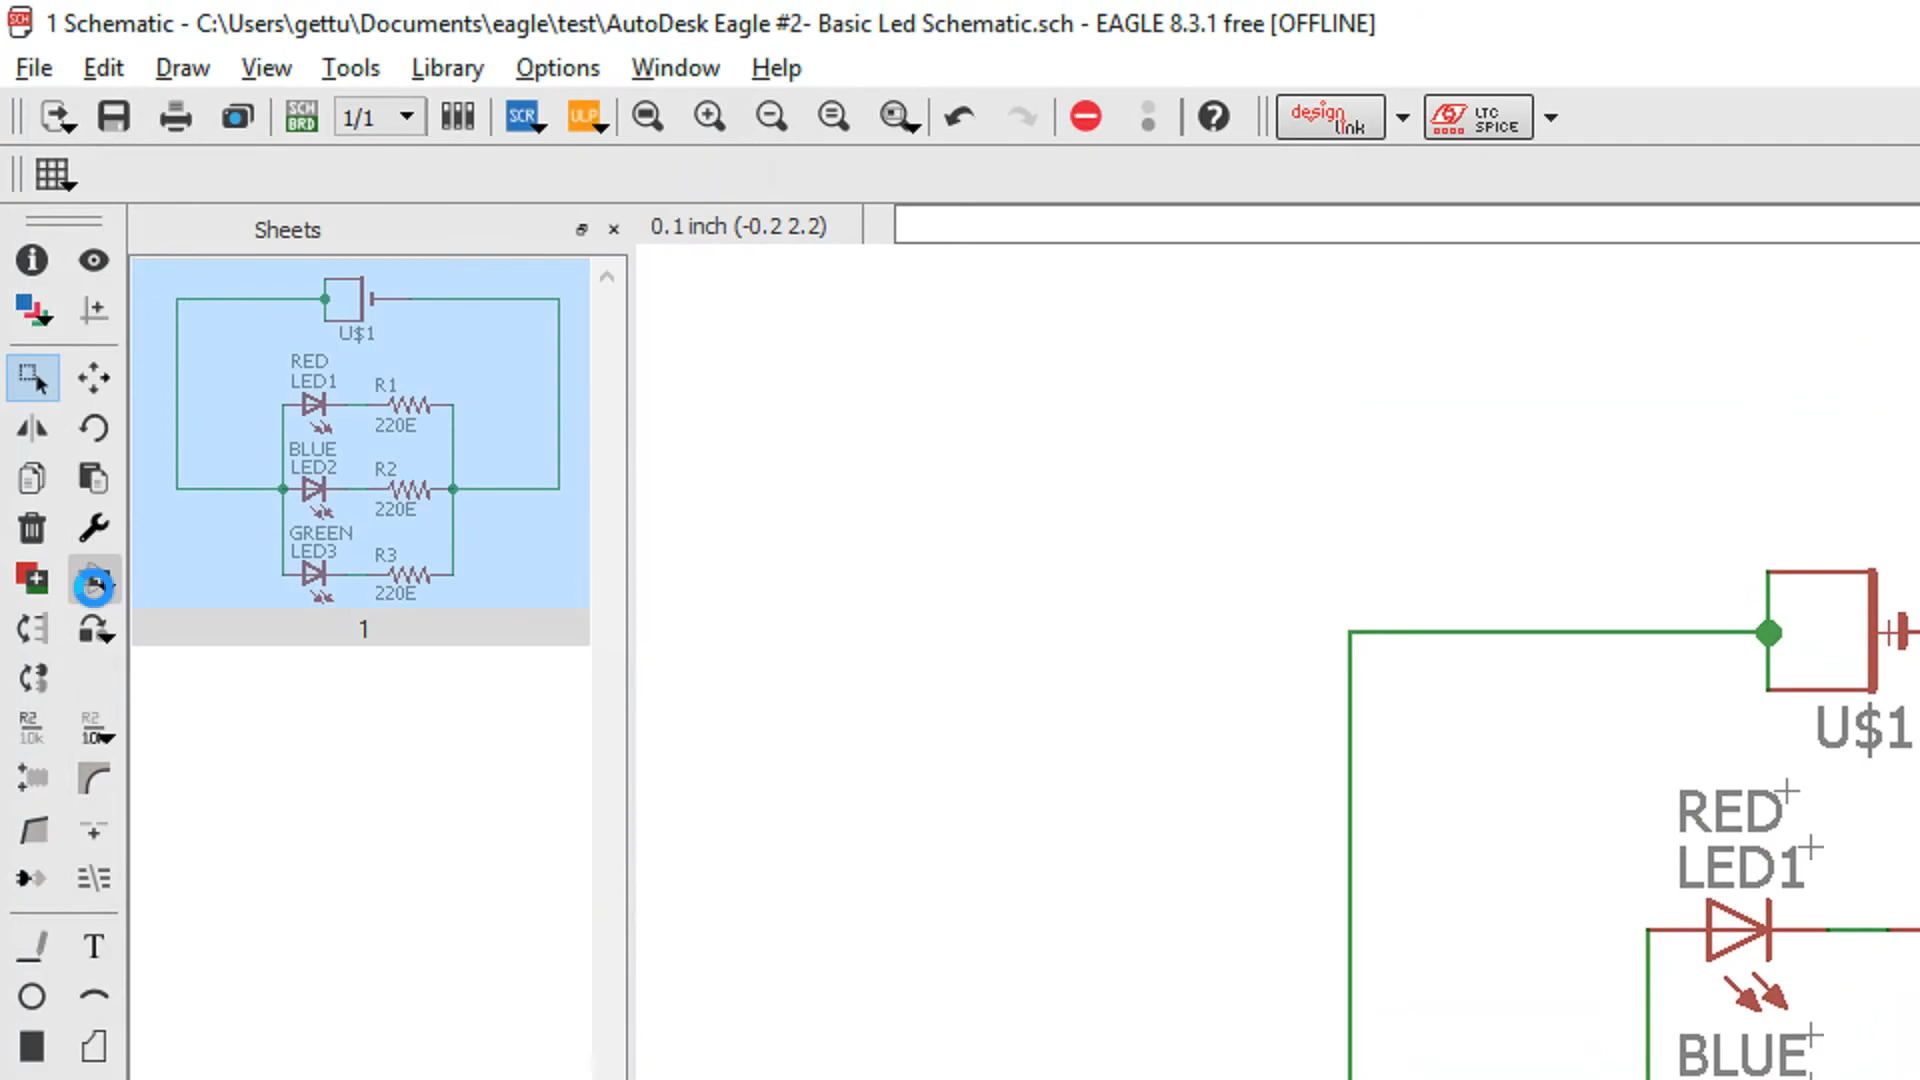 1 Schematic - C:\Users\gettu\Documents\eagle\test\AutoDesk Eagle #2- Basic Led Schematic.sch - EAGLE 8.3.1 free [OFFLINE]
File Edit Draw View Tools Library Options Window Help
SCH
BRD
1/1
SCR
ULP
design
link
LTC
SPICE
Sheets
0.1 inch (-0.2 2.2)
U$1
RED
LED1
R1
220E
BLUE
LED2
R2
220E
GREEN
LED3
R3
220E
1
R2
10k
R2
10k
T
U$1
RED
LED1
BLUE